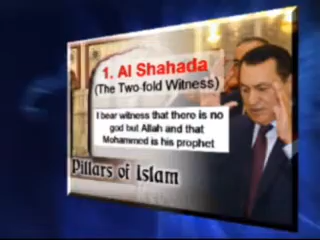 1. Al Shahada
(The Two-fold Witness)
I bear witness that there is no
god but Allah and that
Mohammed is his prophet
Pillars of Islam